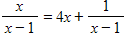 x/(x−1) = 4x + 1/(x−1)